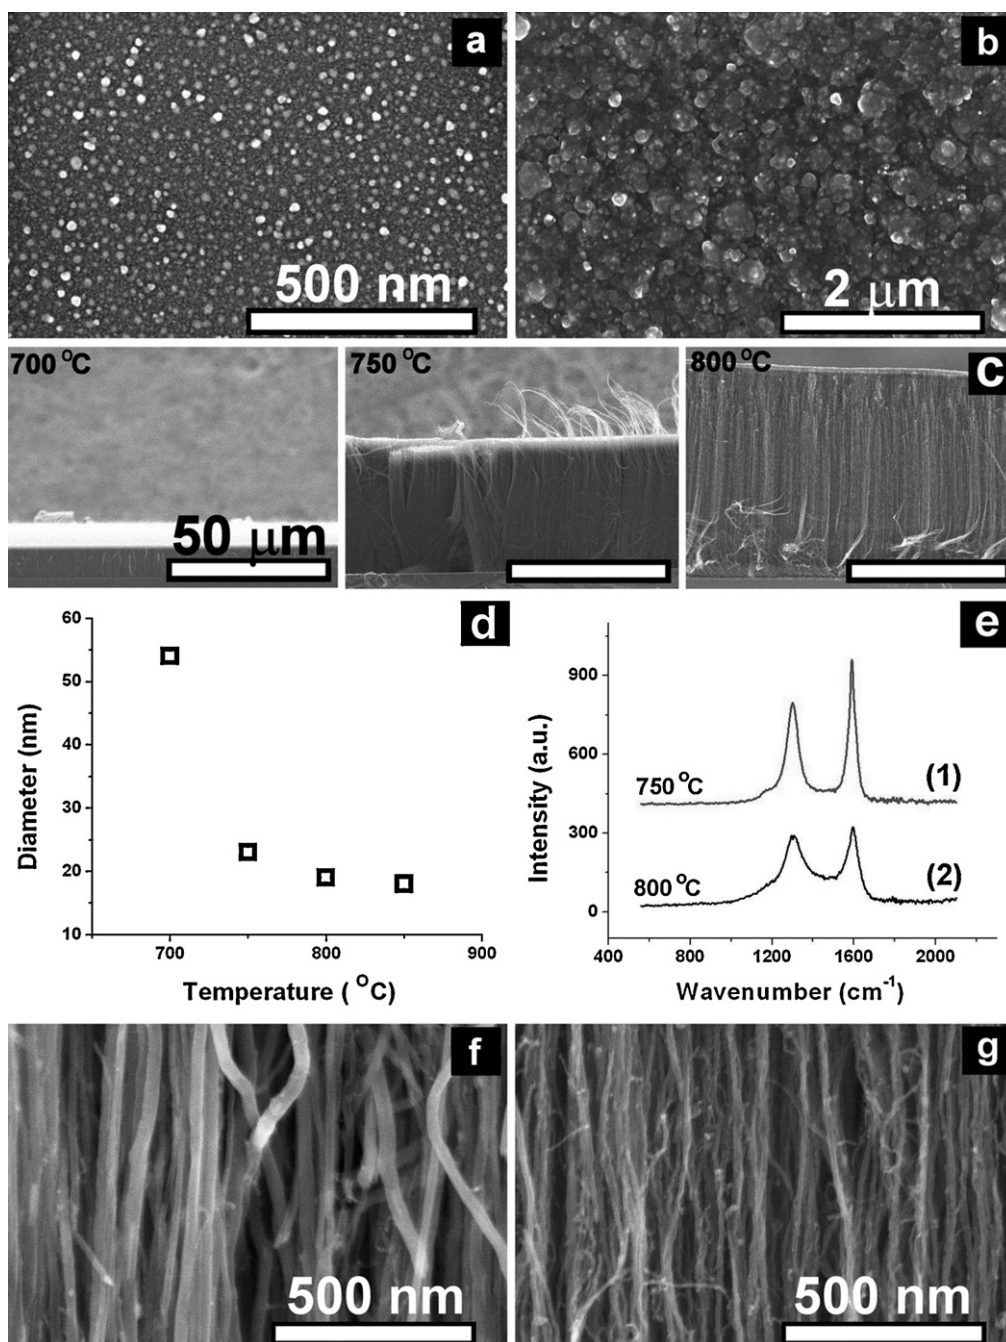 a
500 nm
b
2 μm
700 °C
50 μm
750 °C
800 °C
c
d
60
50
40
30
20
10
700
800
900
Diameter (nm)
Temperature ( °C)
e
900
600
300
0
400
800
1200
1600
2000
Intensity (a.u.)
Wavenumber (cm⁻¹)
750 °C
(1)
800 °C
(2)
f
500 nm
g
500 nm